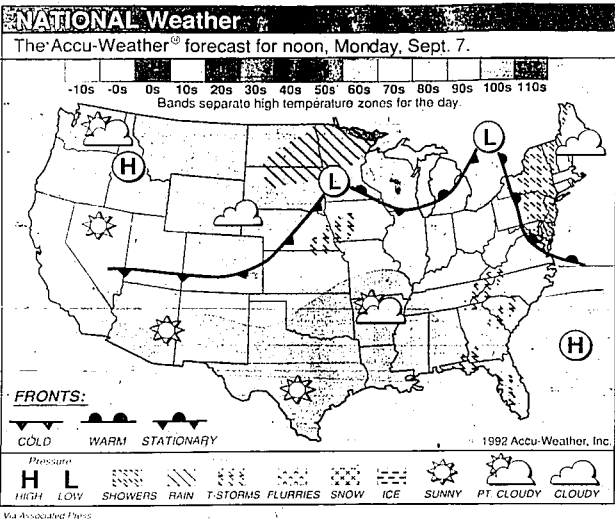 NATIONAL Weather
The Accu-Weather® forecast for noon, Monday, Sept. 7.
-10s -0s 0s 10s 20s 30s 40s 50s 60s 70s 80s 90s 100s 110s
Bands separate high temperature zones for the day.
L
H
L
H
FRONTS:
COLD WARM STATIONARY
1992 Accu-Weather, Inc.
Pressure
H L
HIGH LOW SHOWERS RAIN T-STORMS FLURRIES SNOW ICE SUNNY PT. CLOUDY CLOUDY
Via Associated Press